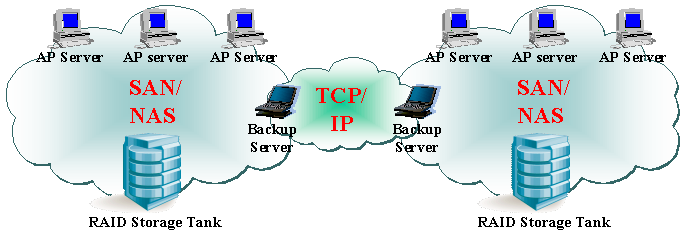 AP Server AP server AP Server AP Server AP server AP Server
SAN/
NAS
TCP/
IP
SAN/
NAS
Backup
Server
Backup
Server
RAID Storage Tank
RAID Storage Tank